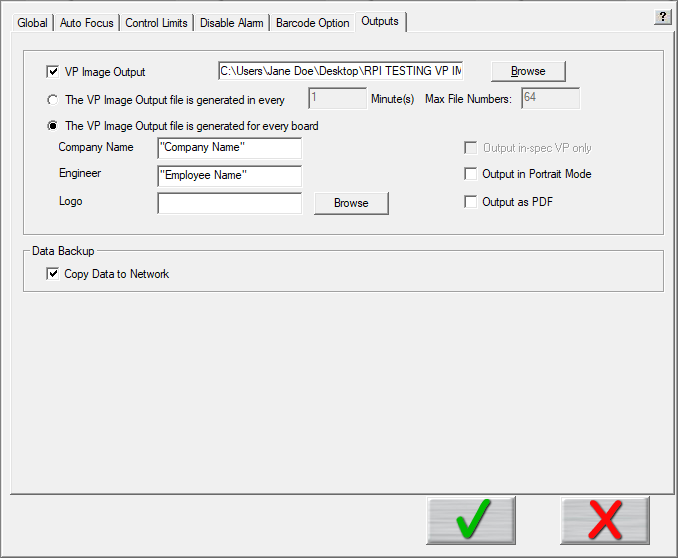 Global Auto Focus Control Limits Disable Alarm Barcode Option Outputs ?
VP Image Output C:\Users\Jane Doe\Desktop\RPI TESTING VP IM Browse
The VP Image Output file is generated in every 1 Minute(s) Max File Numbers: 64
The VP Image Output file is generated for every board
Company Name "Company Name" Output in-spec VP only
Engineer "Employee Name" Output in Portrait Mode
Logo Browse Output as PDF
Data Backup
Copy Data to Network